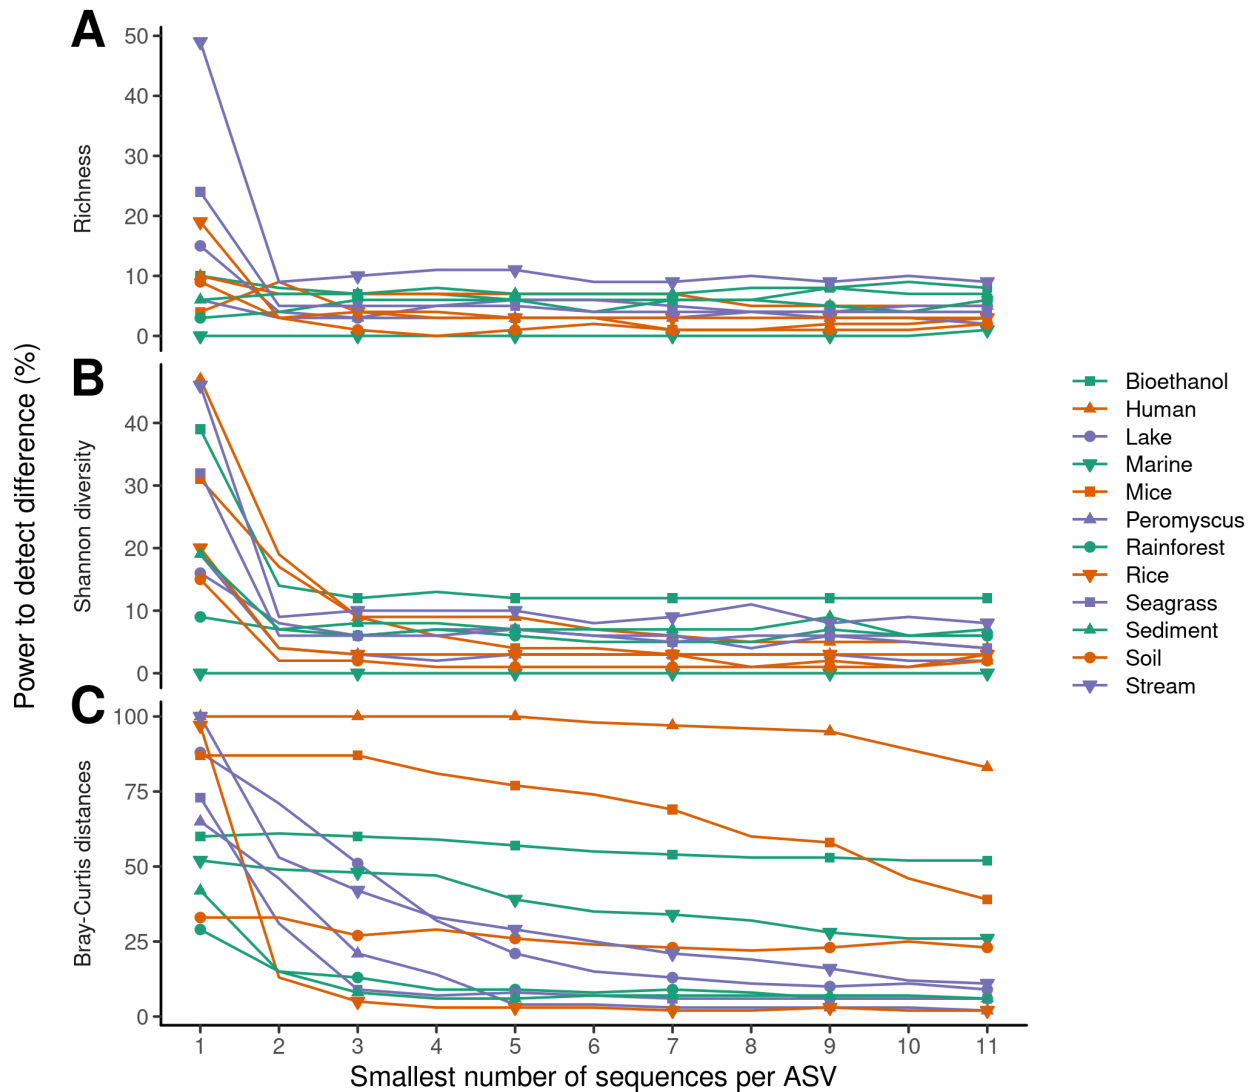 A
50
40
30
20
10
0
Richness
B
40
30
20
10
0
Shannon diversity
C
100
75
50
25
0
Bray-Curtis distances
Power to detect difference (%)
1 2 3 4 5 6 7 8 9 10 11
Smallest number of sequences per ASV
Bioethanol
Human
Lake
Marine
Mice
Peromyscus
Rainforest
Rice
Seagrass
Sediment
Soil
Stream